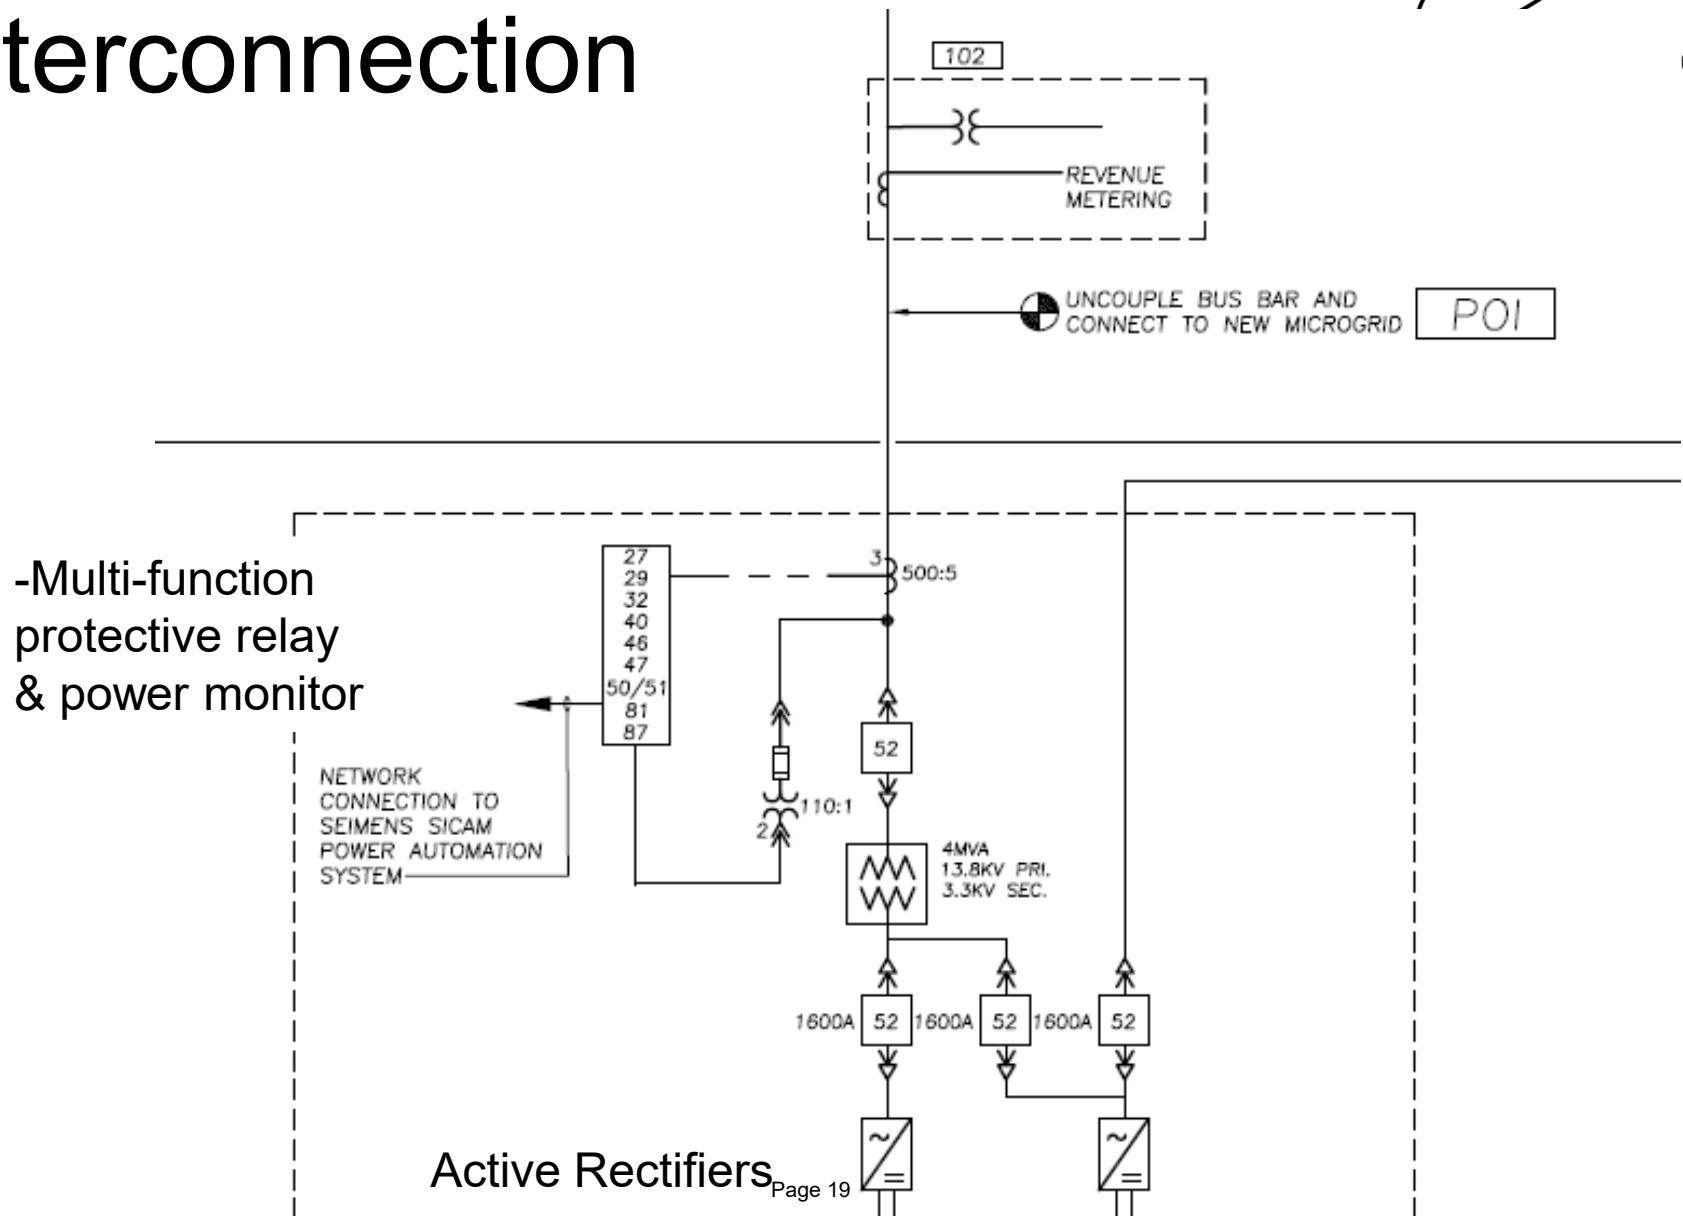 terconnection
102
REVENUE
METERING
UNCOUPLE BUS BAR AND
CONNECT TO NEW MICROGRID
POI
-Multi-function
protective relay
& power monitor
27
29
32
40
46
47
50/51
81
87
3
500:5
52
110:1
2
NETWORK
CONNECTION TO
SEIMENS SICAM
POWER AUTOMATION
SYSTEM
4MVA
13.8KV PRI.
3.3KV SEC.
1600A 52 1600A 52 1600A 52
~
=
~
=
Active Rectifiers
Page 19